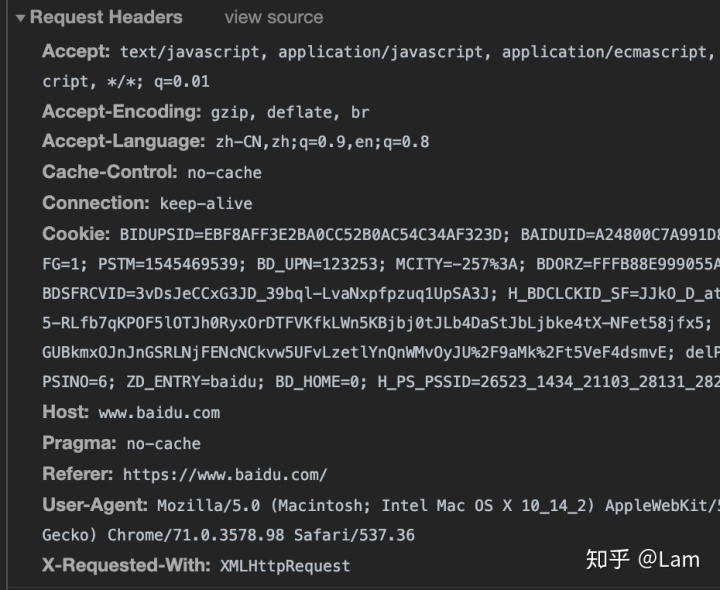 Request Headers view source
Accept: text/javascript, application/javascript, application/ecmascript,
cript, */*; q=0.01
Accept-Encoding: gzip, deflate, br
Accept-Language: zh-CN,zh;q=0.9,en;q=0.8
Cache-Control: no-cache
Connection: keep-alive
Cookie: BIDUPSID=EBF8AFF3E2BA0CC52B0AC54C34AF323D; BAIDUID=A24800C7A991D8
FG=1; PSTM=1545469539; BD_UPN=123253; MCITY=-257%3A; BDORZ=FFFB88E999055A
BDSFRCVID=3vDsJeCCxG3JD_39bql-LvaNxpfpzuq1UpSA3J; H_BDCLCKID_SF=JJkO_D_at
5-RLfb7qKPOF5lOTJh0RyxOrDTFVKfkLWn5KBjbj0tJLb4DaStJbLjbke4tX-NFet58jfx5;
GUBkmxOJnJnGSRLNjFENcNCkvw5UFvLzetlYnQnWMvOyJU%2F9aMk%2Ft5VeF4dsmvE; delP
PSINO=6; ZD_ENTRY=baidu; BD_HOME=0; H_PS_PSSID=26523_1434_21103_28131_282
Host: www.baidu.com
Pragma: no-cache
Referer: https://www.baidu.com/
User-Agent: Mozilla/5.0 (Macintosh; Intel Mac OS X 10_14_2) AppleWebKit/5
Gecko) Chrome/71.0.3578.98 Safari/537.36
X-Requested-With: XMLHttpRequest
知乎 @Lam